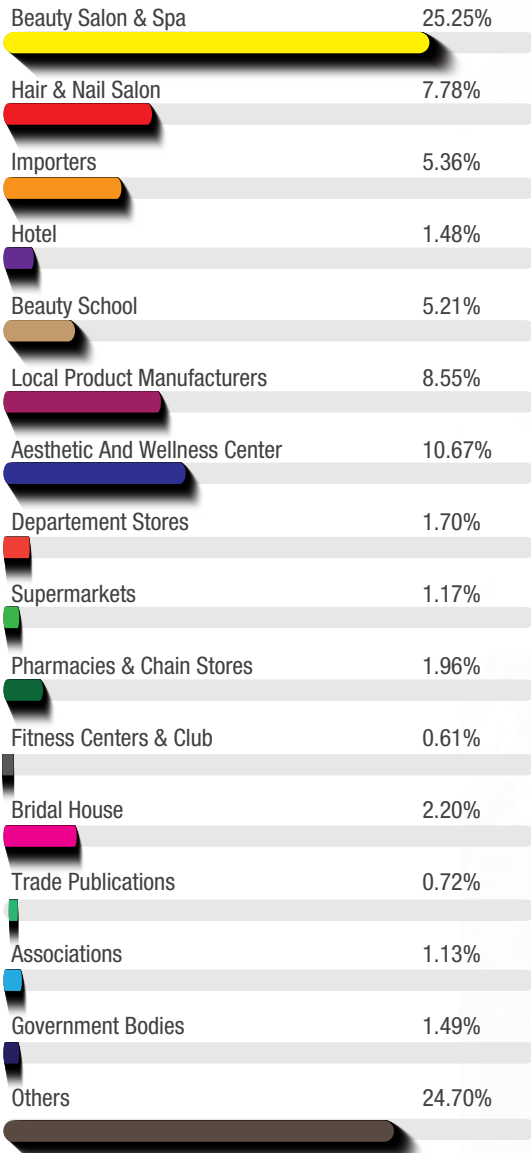 Beauty Salon & Spa 25.25%
Hair & Nail Salon 7.78%
Importers 5.36%
Hotel 1.48%
Beauty School 5.21%
Local Product Manufacturers 8.55%
Aesthetic And Wellness Center 10.67%
Departement Stores 1.70%
Supermarkets 1.17%
Pharmacies & Chain Stores 1.96%
Fitness Centers & Club 0.61%
Bridal House 2.20%
Trade Publications 0.72%
Associations 1.13%
Government Bodies 1.49%
Others 24.70%